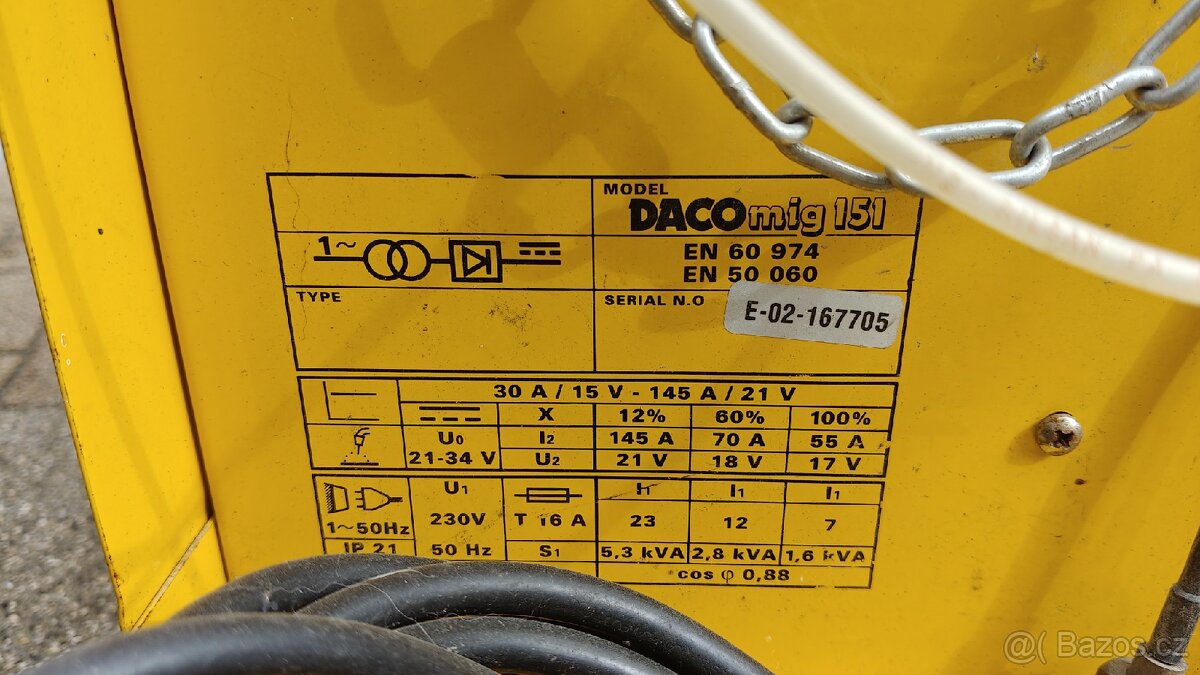 MODEL
DACOmig 151
1~
EN 60 974
EN 50 060
TYPE
SERIAL N.O
E-02-167705
30 A / 15 V - 145 A / 21 V
X 12% 60% 100%
U0 I2 145 A 70 A 55 A
21-34 V U2 21 V 18 V 17 V
U1 I1 I1 I1
1~50Hz 230V T 16 A 23 12 7
IP 21 50 Hz S1 5,3 kVA 2,8 kVA 1,6 kVA
cos φ 0,88
Bazos.cz